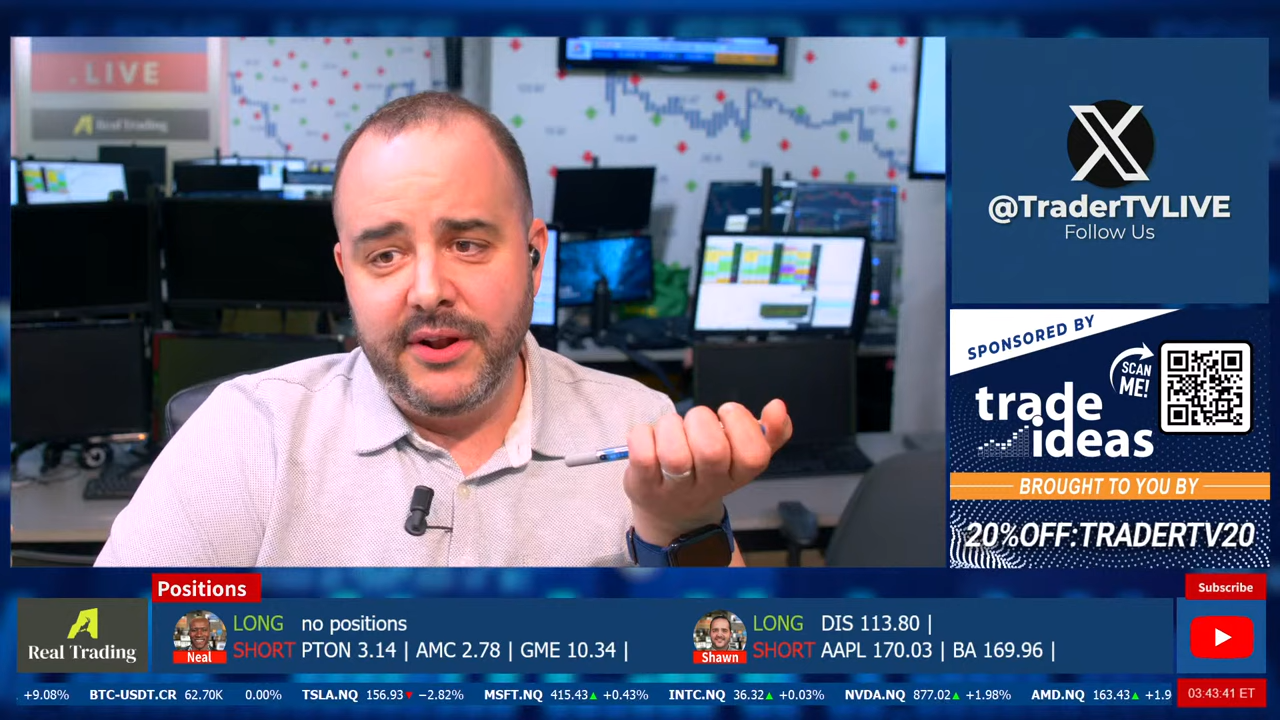 .LIVE
Real Trading
@TraderTVLIVE
Follow Us
SPONSORED BY
SCAN
ME!
trade
ideas
BROUGHT TO YOU BY
20%OFF:TRADERTV20
Positions
Subscribe
LONG no positions
SHORT PTON 3.14 | AMC 2.78 | GME 10.34 |
Neal
LONG DIS 113.80 |
SHORT AAPL 170.03 | BA 169.96 |
Shawn
Real Trading
+9.08% BTC-USDT.CR 62.70K 0.00% TSLA.NQ 156.93▼ −2.82% MSFT.NQ 415.43▲ +0.43% INTC.NQ 36.32▲ +0.03% NVDA.NQ 877.02▲ +1.98% AMD.NQ 163.43▲ +1.9
03:43:41 ET